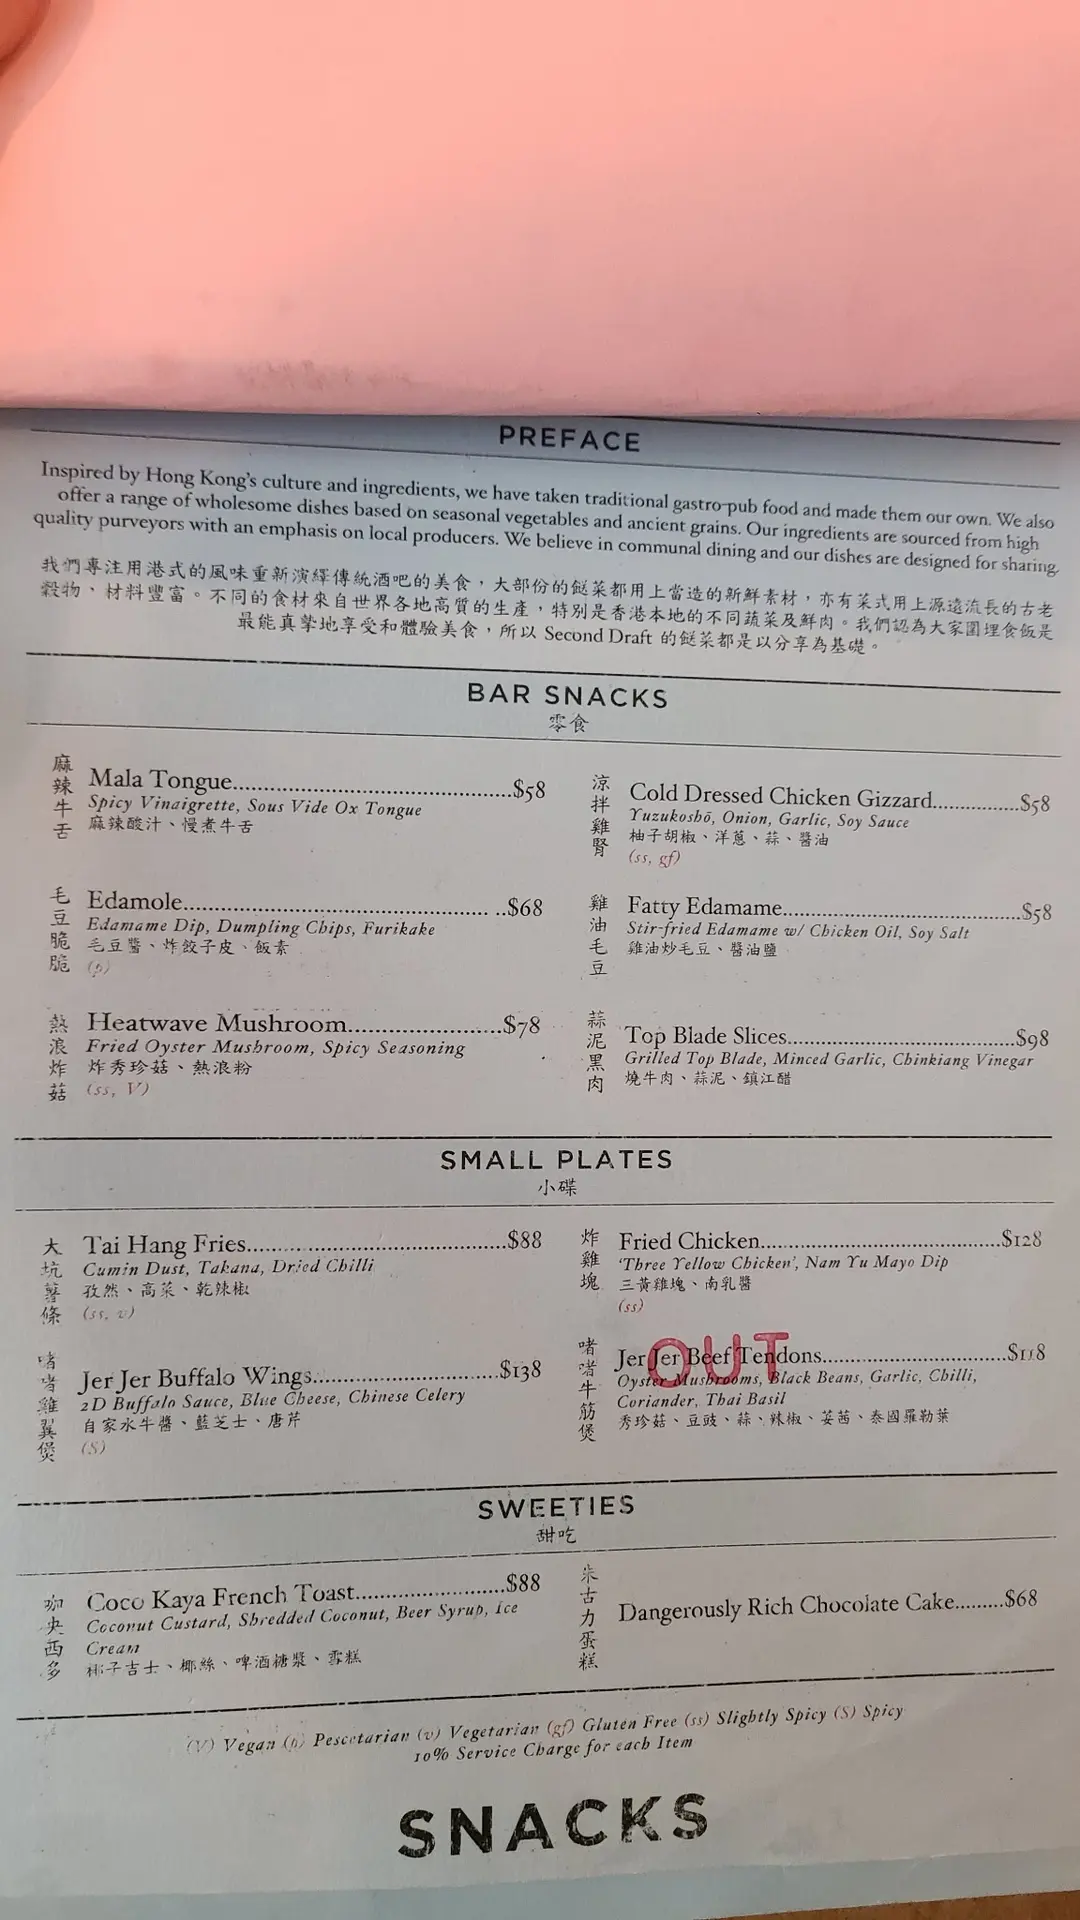 PREFACE
Inspired by Hong Kong's culture and ingredients, we have taken traditional gastro-pub food and made them our own. We also
offer a range of wholesome dishes based on seasonal vegetables and ancient grains. Our ingredients are sourced from high
quality purveyors with an emphasis on local producers. We believe in communal dining and our dishes are designed for sharing.
我們專注用港式的風味重新演繹傳統酒吧的美食，大部份的餸菜都用上當造的新鮮素材，亦有菜式用上源遠流長的古老
穀物，材料豐富。不同的食材來自世界各地高質的生產，特別是香港本地的不同蔬菜及鮮肉。我們認為大家圍埋食飯是
最能真摯地享受和體驗美食，所以 Second Draft 的餸菜都是以分享為基礎。
BAR SNACKS
零食
麻辣牛舌
Mala Tongue..............................$58
Spicy Vinaigrette, Sous Vide Ox Tongue
麻辣酸汁、慢煮牛舌
涼拌雞腎
Cold Dressed Chicken Gizzard............$58
Yuzukoshō, Onion, Garlic, Soy Sauce
柚子胡椒、洋蔥、蒜、醬油
(ss, gf)
毛豆脆脆
Edamole..............................$68
Edamame Dip, Dumpling Chips, Furikake
毛豆醬、炸餃子皮、飯素
(p)
雞油毛豆
Fatty Edamame..............................$58
Stir-fried Edamame w/ Chicken Oil, Soy Salt
雞油炒毛豆、醬油鹽
熱浪炸菇
Heatwave Mushroom......................$78
Fried Oyster Mushroom, Spicy Seasoning
炸秀珍菇、熱浪粉
(ss, V)
蒜泥黑肉
Top Blade Slices..............................$98
Grilled Top Blade, Minced Garlic, Chinkiang Vinegar
燒牛肉、蒜泥、鎮江醋
SMALL PLATES
小碟
大坑薯條
Tai Hang Fries..............................$88
Cumin Dust, Takana, Dried Chilli
孜然、高菜、乾辣椒
(ss, v)
炸雞塊
Fried Chicken..............................$128
'Three Yellow Chicken', Nam Yu Mayo Dip
三黃雞塊、南乳醬
(ss)
啫啫雞翼煲
Jer Jer Buffalo Wings......................$138
2D Buffalo Sauce, Blue Cheese, Chinese Celery
自家水牛醬、藍芝士、唐芹
(S)
啫啫牛筋煲
Jer Jer Beef Tendons......................$118
OUT
Oyster Mushrooms, Black Beans, Garlic, Chilli,
Coriander, Thai Basil
秀珍菇、豆豉、蒜、辣椒、芫茜、泰國羅勒葉
SWEETIES
甜吃
咖央西多
Coco Kaya French Toast..................$88
Coconut Custard, Shredded Coconut, Beer Syrup, Ice
Cream
椰子吉士、椰絲、啤酒糖漿、雪糕
朱古力蛋糕
Dangerously Rich Chocolate Cake.........$68
(V) Vegan (p) Pescetarian (v) Vegetarian (gf) Gluten Free (ss) Slightly Spicy (S) Spicy
10% Service Charge for each Item
SNACKS